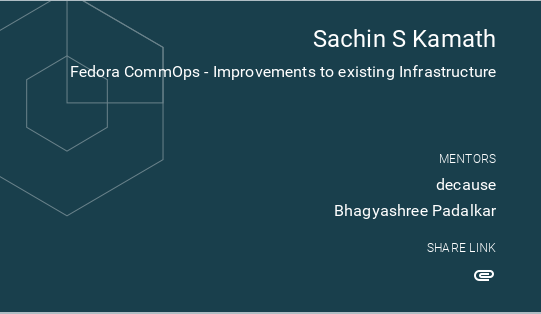 Sachin S Kamath
Fedora CommOps - Improvements to existing Infrastructure
MENTORS
decause
Bhagyashree Padalkar
SHARE LINK